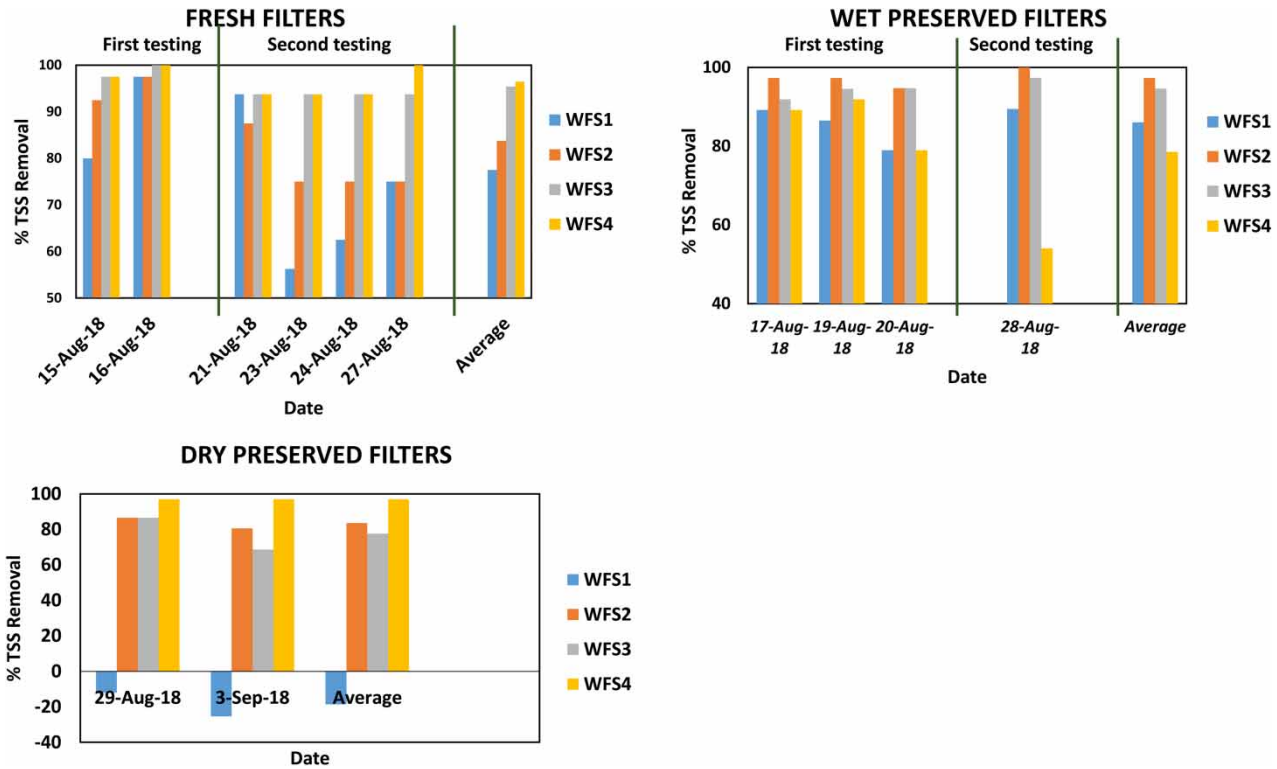 FRESH FILTERS
First testing
Second testing
% TSS Removal
100
90
80
70
60
50
15-Aug-18
16-Aug-18
21-Aug-18
23-Aug-18
24-Aug-18
27-Aug-18
Average
Date
WFS1
WFS2
WFS3
WFS4
WET PRESERVED FILTERS
First testing
Second testing
% TSS Removal
100
80
60
40
17-Aug-
18
19-Aug-
18
20-Aug-
18
28-Aug-
18
Average
Date
WFS1
WFS2
WFS3
WFS4
DRY PRESERVED FILTERS
% TSS Removal
100
80
60
40
20
0
-20
-40
29-Aug-18
3-Sep-18
Average
Date
WFS1
WFS2
WFS3
WFS4